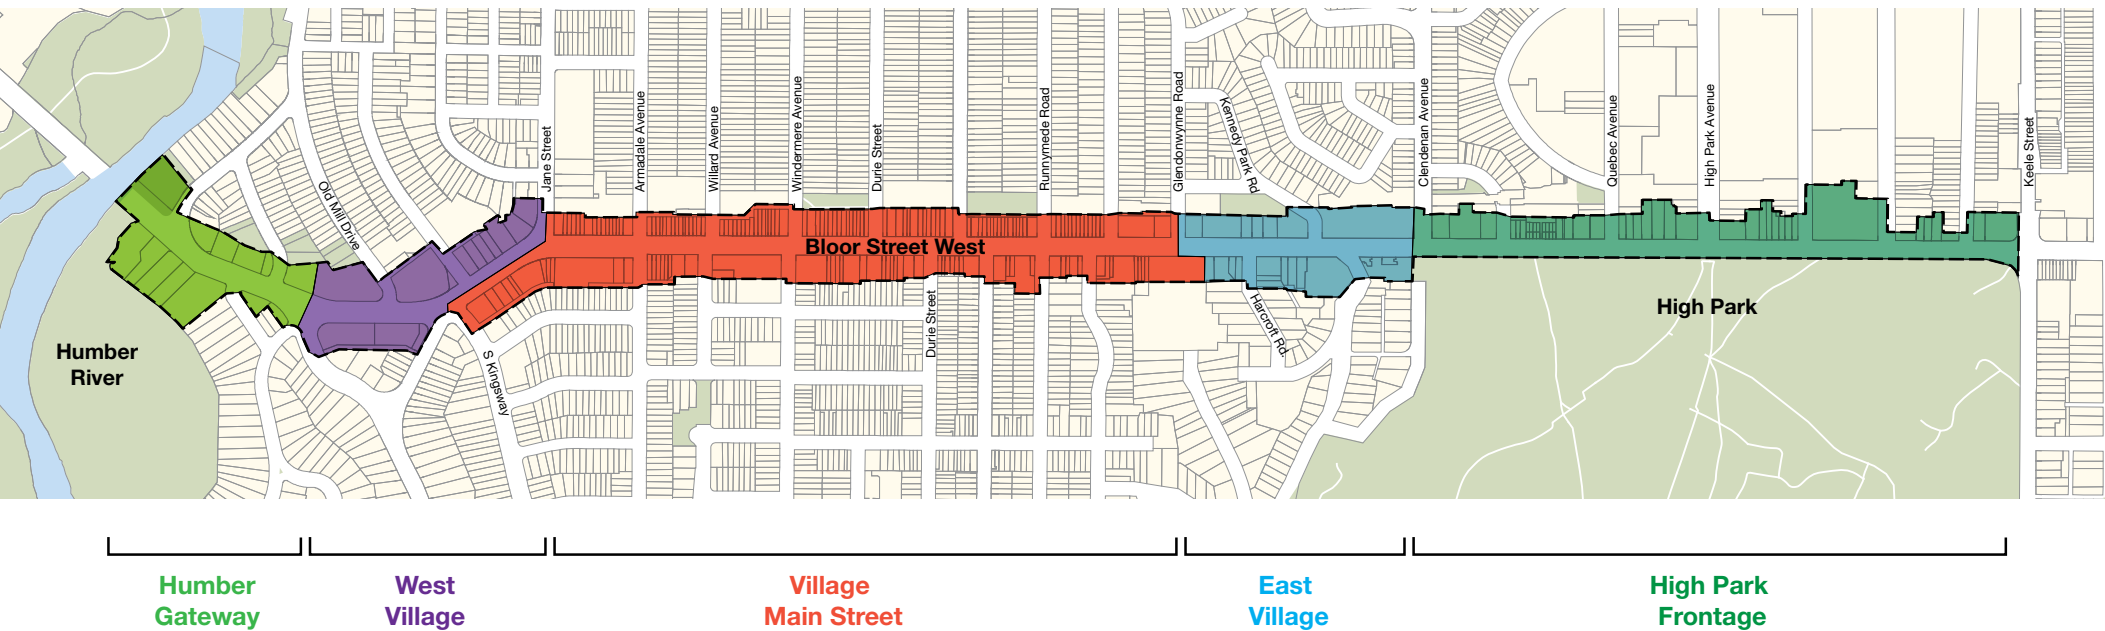 Old Mill Drive
Jane Street
Armadale Avenue
Willard Avenue
Windermere Avenue
Durie Street
Runnymede Road
Glendonwynne Road
Kennedy Park Rd
Clendenan Avenue
Quebec Avenue
High Park Avenue
Keele Street
Bloor Street West
High Park
Humber
River
S Kingsway
Durie Street
Harcroft Rd.
Humber
Gateway
West
Village
Village
Main Street
East
Village
High Park
Frontage